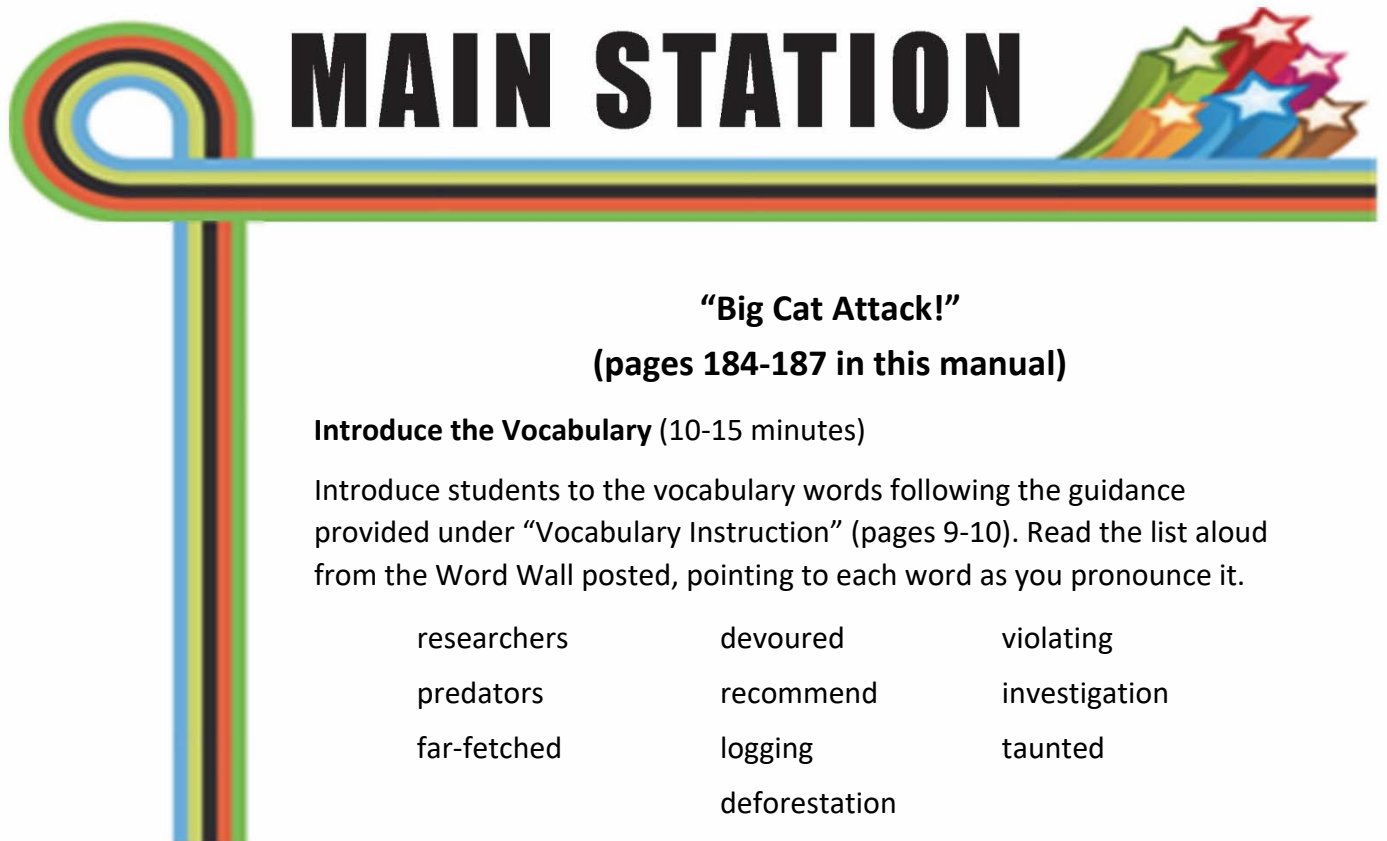 MAIN STATION
“Big Cat Attack!”
(pages 184-187 in this manual)
Introduce the Vocabulary (10-15 minutes)
Introduce students to the vocabulary words following the guidance
provided under “Vocabulary Instruction” (pages 9-10). Read the list aloud
from the Word Wall posted, pointing to each word as you pronounce it.
researchers devoured violating
predators recommend investigation
far-fetched logging taunted
deforestation